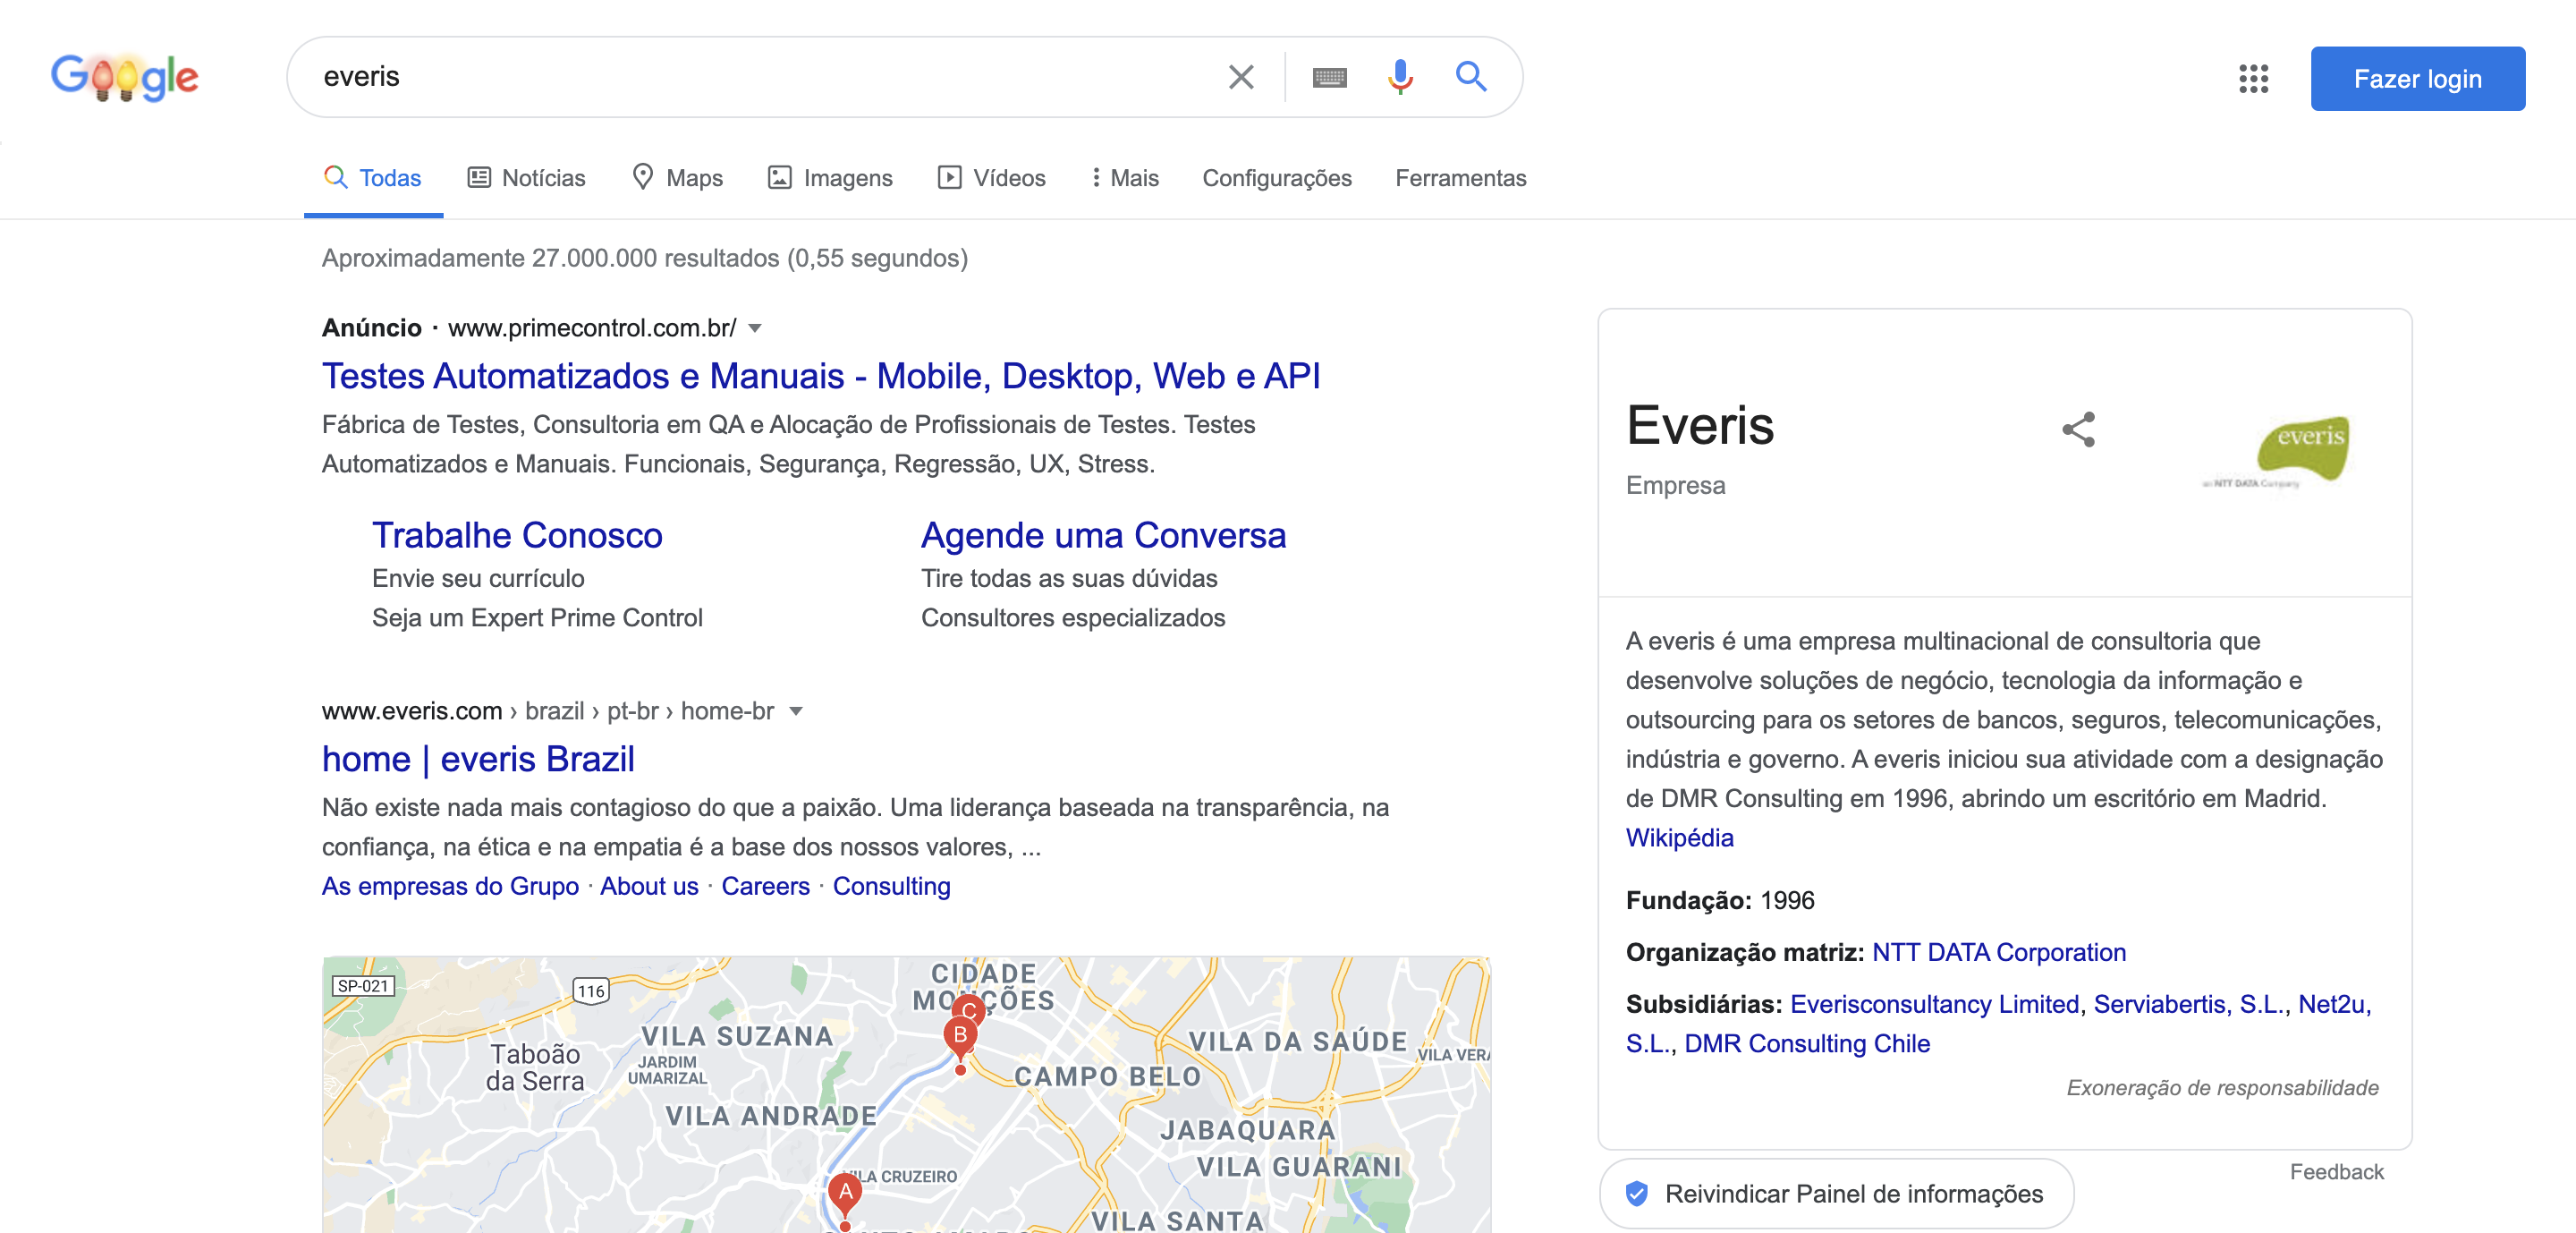 Google
everis
Fazer login
Todas
Notícias
Maps
Imagens
Vídeos
Mais
Configurações
Ferramentas
Aproximadamente 27.000.000 resultados (0,55 segundos)
Anúncio · www.primecontrol.com.br/
Testes Automatizados e Manuais - Mobile, Desktop, Web e API
Fábrica de Testes, Consultoria em QA e Alocação de Profissionais de Testes. Testes
Automatizados e Manuais. Funcionais, Segurança, Regressão, UX, Stress.
Trabalhe Conosco
Envie seu currículo
Seja um Expert Prime Control
Agende uma Conversa
Tire todas as suas dúvidas
Consultores especializados
www.everis.com › brazil › pt-br › home-br
home | everis Brazil
Não existe nada mais contagioso do que a paixão. Uma liderança baseada na transparência, na
confiança, na ética e na empatia é a base dos nossos valores, ...
As empresas do Grupo · About us · Careers · Consulting
SP-021
116
CIDADE
MONÇÕES
C
B
VILA SUZANA
Taboão
da Serra
JARDIM
UMARIZAL
VILA DA SAÚDE
CAMPO BELO
VILA ANDRADE
JABAQUARA
VILA GUARANI
VILA CRUZEIRO
A
VILA SANTA
Everis
Empresa
everis
an NTT DATA Company
A everis é uma empresa multinacional de consultoria que
desenvolve soluções de negócio, tecnologia da informação e
outsourcing para os setores de bancos, seguros, telecomunicações,
indústria e governo. A everis iniciou sua atividade com a designação
de DMR Consulting em 1996, abrindo um escritório em Madrid.
Wikipédia
Fundação: 1996
Organização matriz: NTT DATA Corporation
Subsidiárias: Everisconsultancy Limited, Serviabertis, S.L., Net2u,
S.L., DMR Consulting Chile
Exoneração de responsabilidade
Feedback
Reivindicar Painel de informações